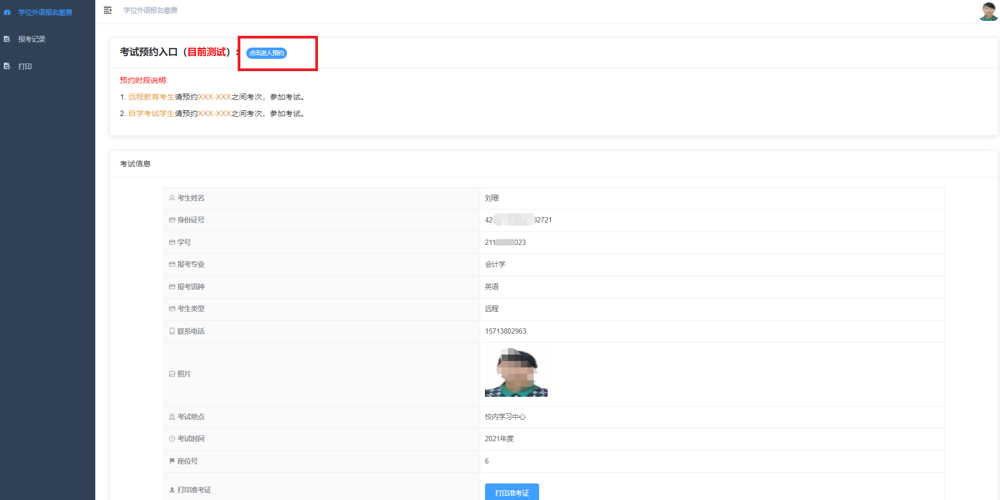 学位外语报名缴费
报考记录
打印
学位外语报名缴费
考试预约入口（目前测试）: 点击进入预约
预约时段说明:
1. 远程教育考生请预约XXX-XXX之间考次，参加考试。
2. 自学考试学生请预约XXX-XXX之间考次，参加考试。
考试信息
考生姓名 刘珊
身份证号 42 32721
学号 211 023
报考专业 会计学
报考语种 英语
考生类型 远程
联系电话 15713802963
照片
考试地点 校内学习中心
考试时间 2021年度
座位号 6
打印准考证 打印准考证